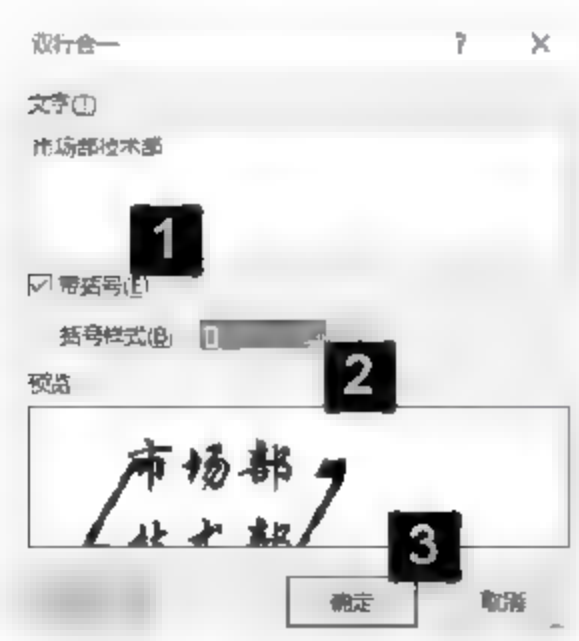 双行合一 ? ×
文字(T)
市场部技术部
1
带括号(E)
括号样式(B) []
2
预览
市场部
技术部
3
确定 取消